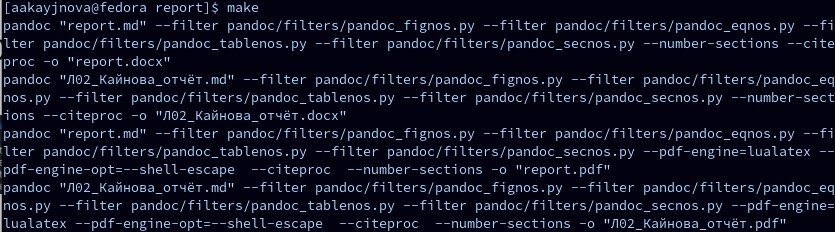 [aakayjnova@fedora report]$ make
pandoc "report.md" --filter pandoc/filters/pandoc_fignos.py --filter pandoc/filters/pandoc_eqnos.py --fi
lter pandoc/filters/pandoc_tablenos.py --filter pandoc/filters/pandoc_secnos.py --number-sections --cite
proc -o "report.docx"
pandoc "Л02_Кайнова_отчёт.md" --filter pandoc/filters/pandoc_fignos.py --filter pandoc/filters/pandoc_eq
nos.py --filter pandoc/filters/pandoc_tablenos.py --filter pandoc/filters/pandoc_secnos.py --number-sect
ions --citeproc -o "Л02_Кайнова_отчёт.docx"
pandoc "report.md" --filter pandoc/filters/pandoc_fignos.py --filter pandoc/filters/pandoc_eqnos.py --fi
lter pandoc/filters/pandoc_tablenos.py --filter pandoc/filters/pandoc_secnos.py --pdf-engine=lualatex --
pdf-engine-opt=--shell-escape  --citeproc  --number-sections -o "report.pdf"
pandoc "Л02_Кайнова_отчёт.md" --filter pandoc/filters/pandoc_fignos.py --filter pandoc/filters/pandoc_eq
nos.py --filter pandoc/filters/pandoc_tablenos.py --filter pandoc/filters/pandoc_secnos.py --pdf-engine=
lualatex --pdf-engine-opt=--shell-escape  --citeproc  --number-sections -o "Л02_Кайнова_отчёт.pdf"